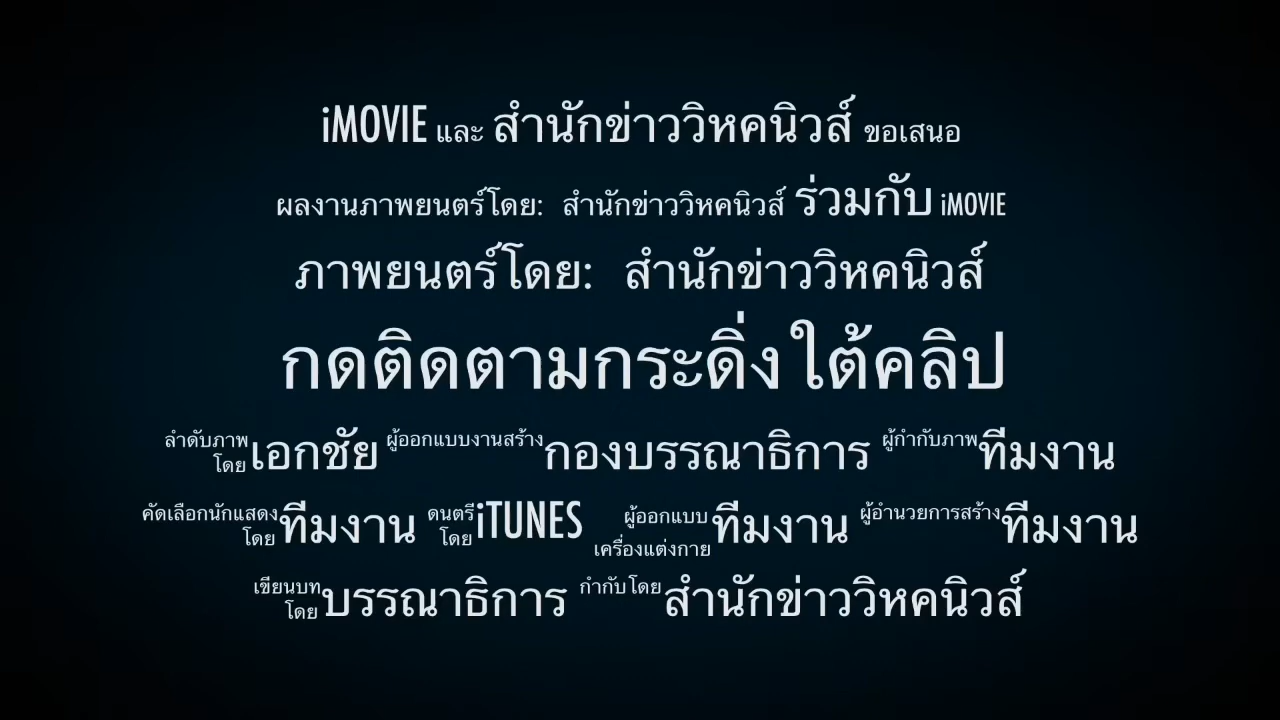 iMOVIE และ สำนักข่าววิหคนิวส์ ขอเสนอ
ผลงานภาพยนตร์โดย: สำนักข่าววิหคนิวส์ ร่วมกับ iMOVIE
ภาพยนตร์โดย: สำนักข่าววิหคนิวส์
กดติดตามกระดิ่ง ใต้คลิป
ลำดับภาพโดย เอกชัย ผู้ออกแบบงานสร้าง กองบรรณาธิการ ผู้กำกับภาพ ทีมงาน
คัดเลือกนักแสดงโดย ทีมงาน ดนตรีโดย iTUNES ผู้ออกแบบเครื่องแต่งกาย ทีมงาน ผู้อำนวยการสร้าง ทีมงาน
เขียนบทโดย บรรณาธิการ กำกับโดย สำนักข่าววิหคนิวส์